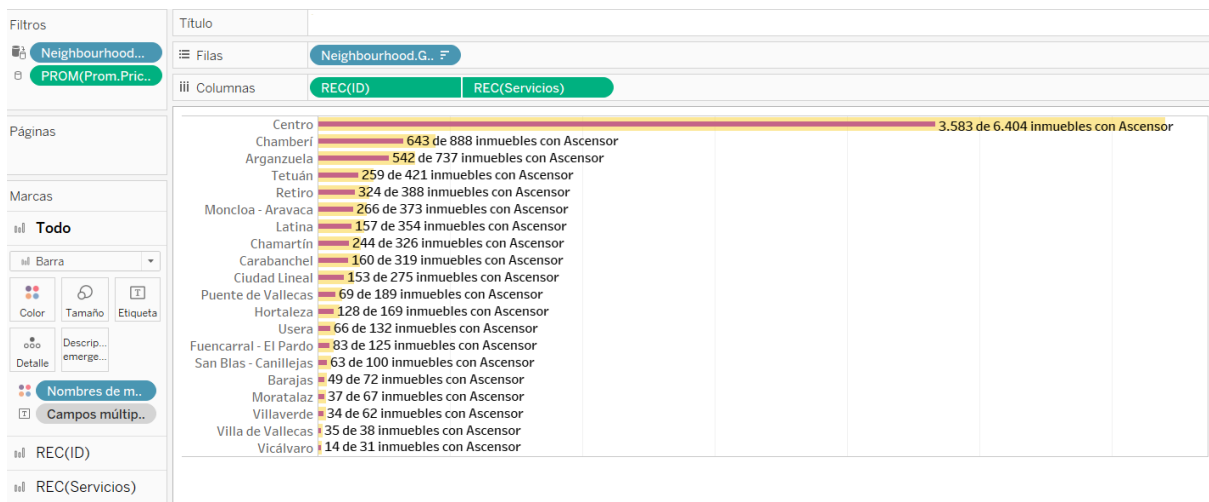 Filtros
Neighbourhood...
PROM(Prom.Pric..
Páginas
Marcas
Todo
Barra
Color
Tamaño
Etiqueta
Detalle
Descrip...
emerge...
Nombres de m..
Campos múltip..
REC(ID)
REC(Servicios)
Título
Filas
Neighbourhood.G..
Columnas
REC(ID)
REC(Servicios)
Centro 3.583 de 6.404 inmuebles con Ascensor
Chamberí 643 de 888 inmuebles con Ascensor
Arganzuela 542 de 737 inmuebles con Ascensor
Tetuán 259 de 421 inmuebles con Ascensor
Retiro 324 de 388 inmuebles con Ascensor
Moncloa - Aravaca 266 de 373 inmuebles con Ascensor
Latina 157 de 354 inmuebles con Ascensor
Chamartín 244 de 326 inmuebles con Ascensor
Carabanchel 160 de 319 inmuebles con Ascensor
Ciudad Lineal 153 de 275 inmuebles con Ascensor
Puente de Vallecas 69 de 189 inmuebles con Ascensor
Hortaleza 128 de 169 inmuebles con Ascensor
Usera 66 de 132 inmuebles con Ascensor
Fuencarral - El Pardo 83 de 125 inmuebles con Ascensor
San Blas - Canillejas 63 de 100 inmuebles con Ascensor
Barajas 49 de 72 inmuebles con Ascensor
Moratalaz 37 de 67 inmuebles con Ascensor
Villaverde 34 de 62 inmuebles con Ascensor
Villa de Vallecas 35 de 38 inmuebles con Ascensor
Vicálvaro 14 de 31 inmuebles con Ascensor